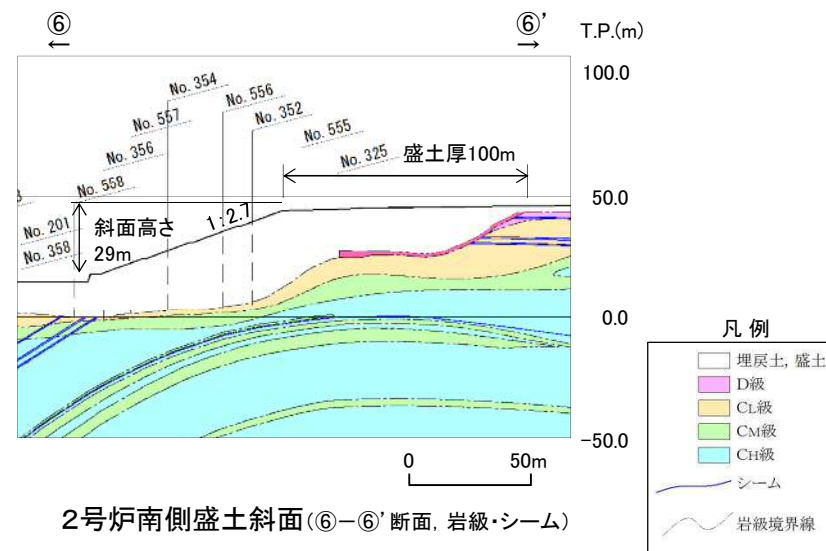 ⑥
⑥’
T.P.(m)
←
→
100.0
No. 354
No. 556
No. 557
No. 352
No. 356
No. 555
No. 325
盛土厚100m
No. 558
50.0
1:2.7
斜面高さ
29m
No. 201
No. 358
0.0
凡 例
埋戻土, 盛土
D級
CL級
CM級
CH級
シーム
岩級境界線
-50.0
0 50m
2号炉南側盛土斜面(⑥-⑥’断面, 岩級・シーム)